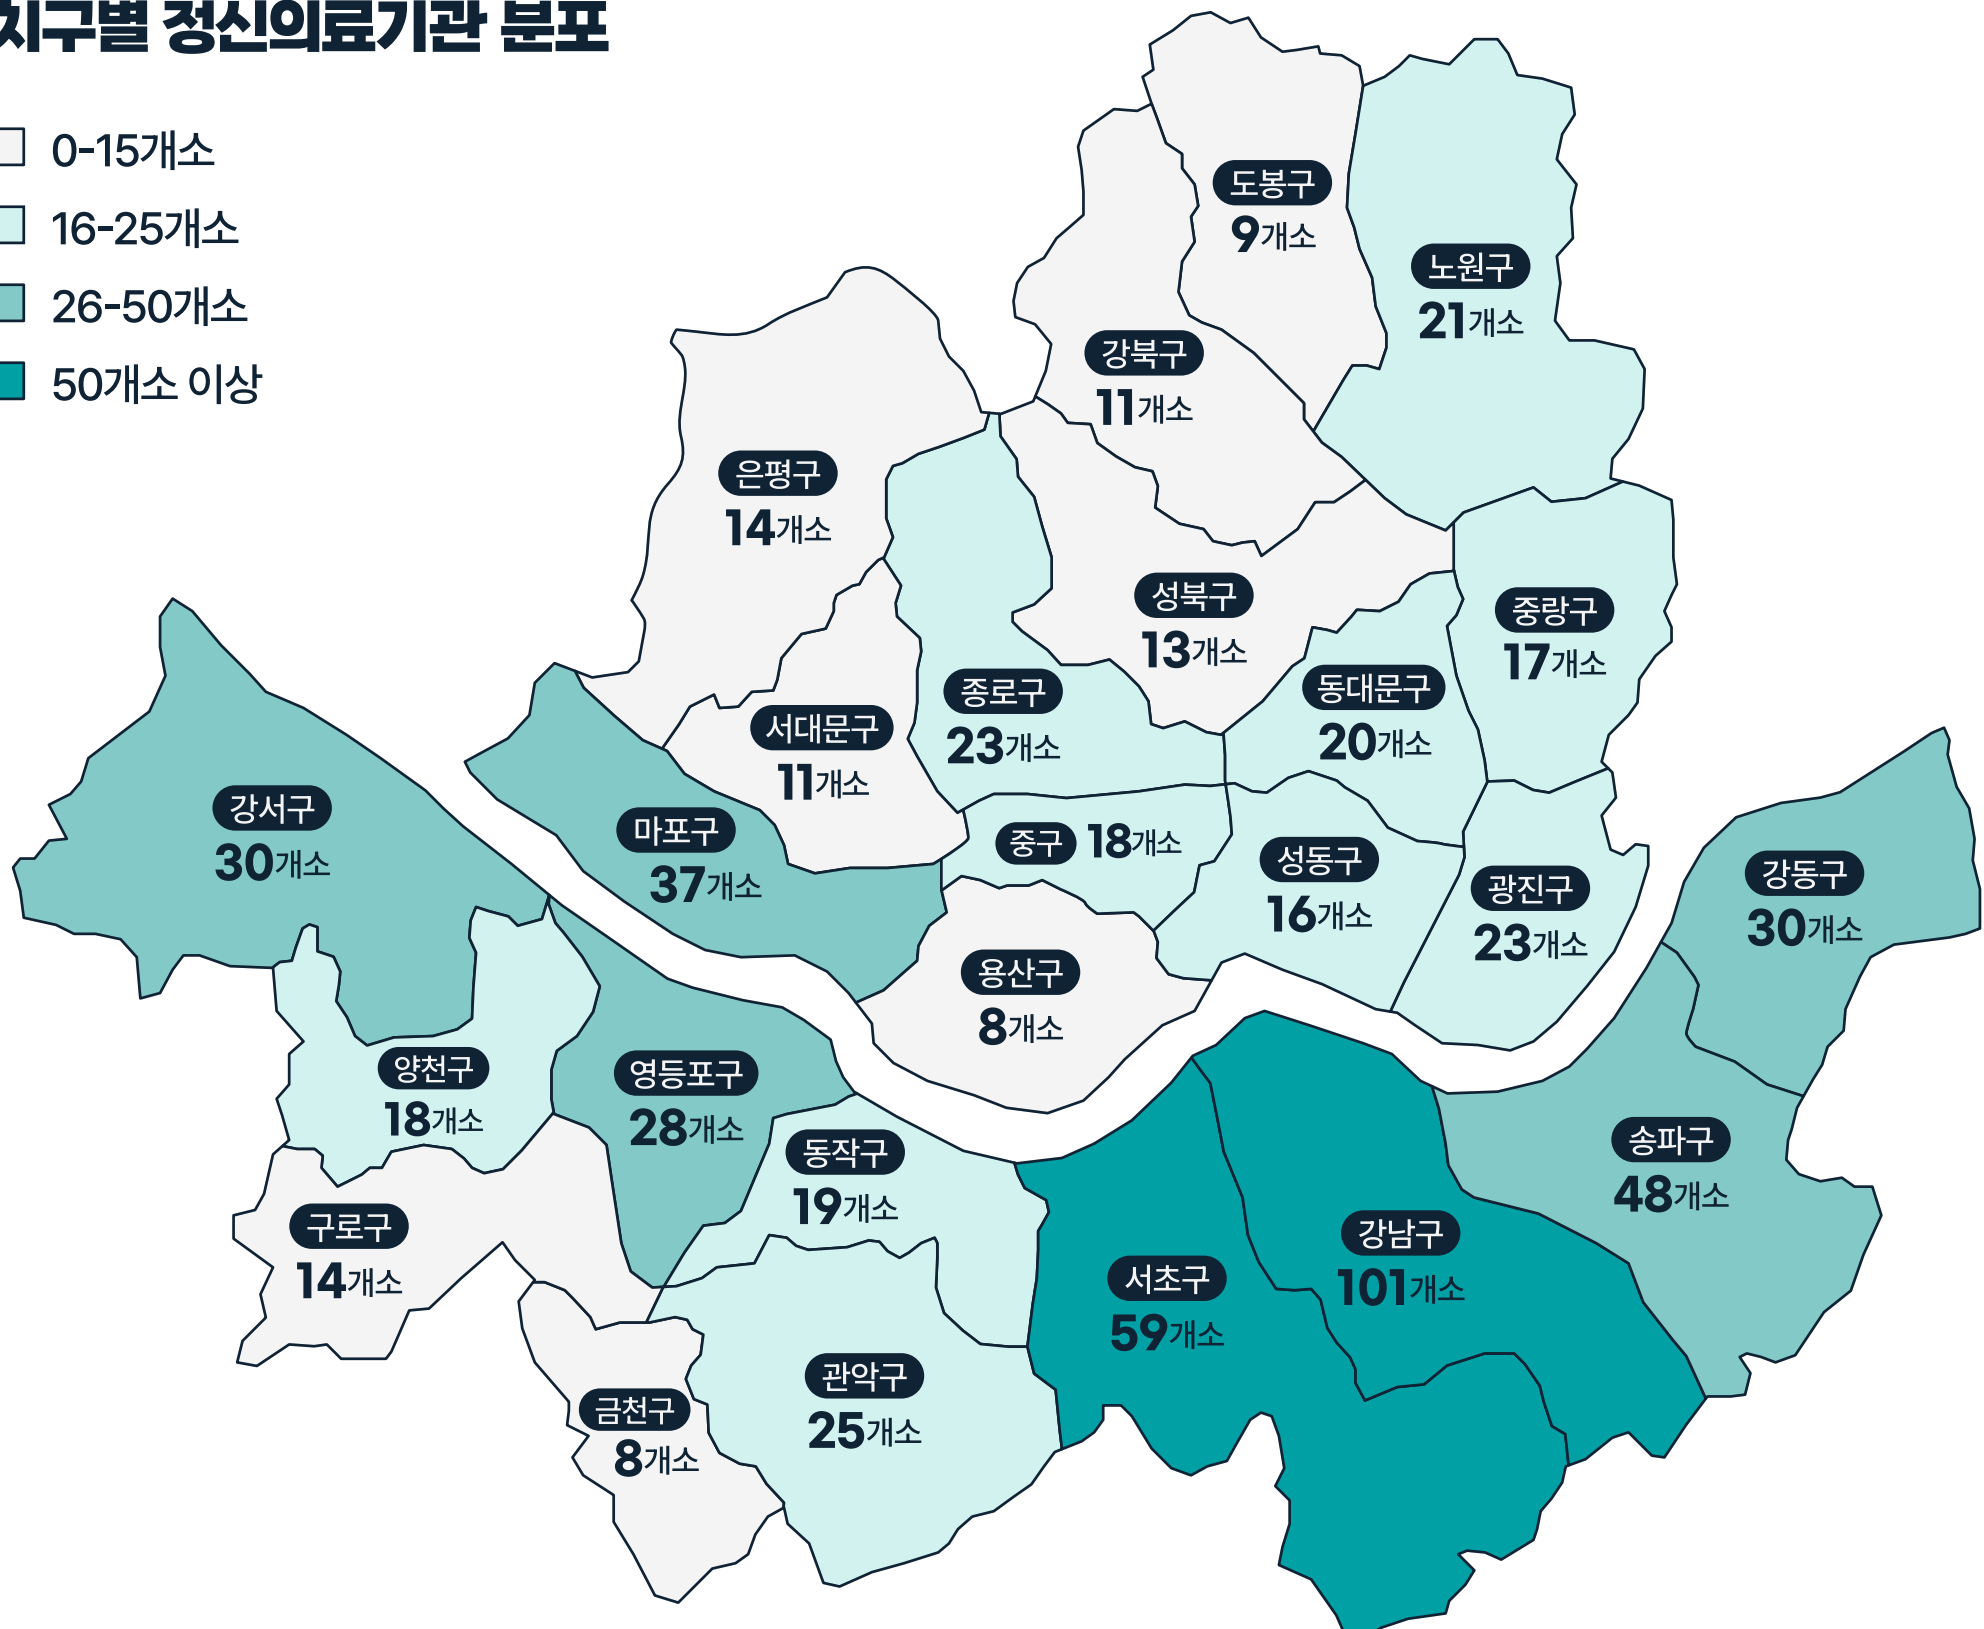 치구별 정신의료기관 분포
0-15개소
16-25개소
26-50개소
50개소 이상
도봉구
9개소
노원구
21개소
강북구
11개소
은평구
14개소
성북구
13개소
중랑구
17개소
종로구
23개소
동대문구
20개소
서대문구
11개소
강서구
30개소
마포구
37개소
중구 18개소
성동구
16개소
광진구
23개소
강동구
30개소
용산구
8개소
양천구
18개소
영등포구
28개소
동작구
19개소
송파구
48개소
구로구
14개소
강남구
101개소
서초구
59개소
관악구
25개소
금천구
8개소